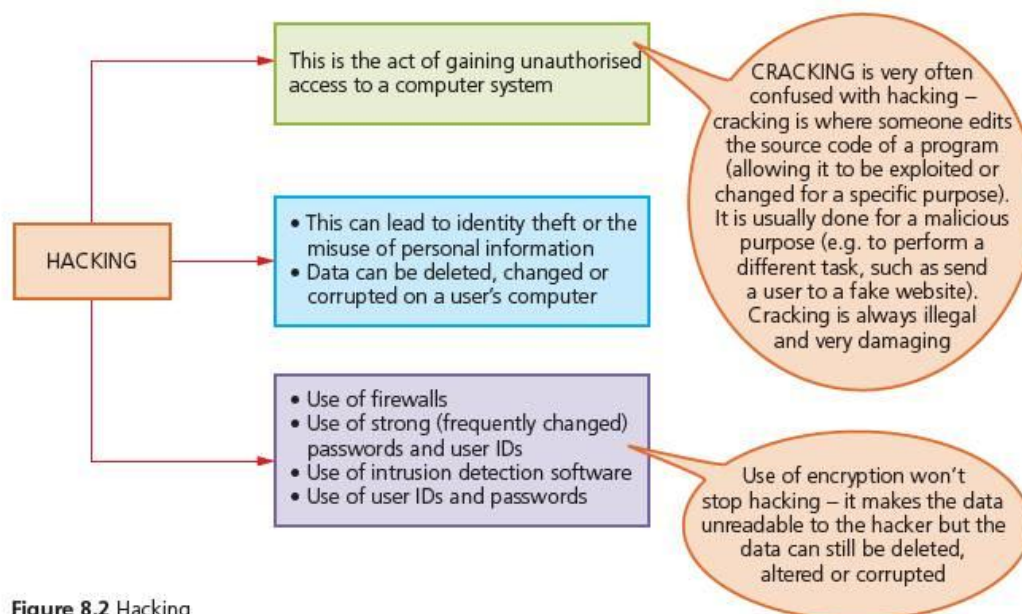 HACKING
This is the act of gaining unauthorised
access to a computer system
CRACKING is very often
confused with hacking –
cracking is where someone edits
the source code of a program
(allowing it to be exploited or
changed for a specific purpose).
It is usually done for a malicious
purpose (e.g. to perform a
different task, such as send
a user to a fake website).
Cracking is always illegal
and very damaging
• This can lead to identity theft or the
misuse of personal information
• Data can be deleted, changed or
corrupted on a user's computer
• Use of firewalls
• Use of strong (frequently changed)
passwords and user IDs
• Use of intrusion detection software
• Use of user IDs and passwords
Use of encryption won't
stop hacking – it makes the data
unreadable to the hacker but the
data can still be deleted,
altered or corrupted
Figure 8.2 Hacking